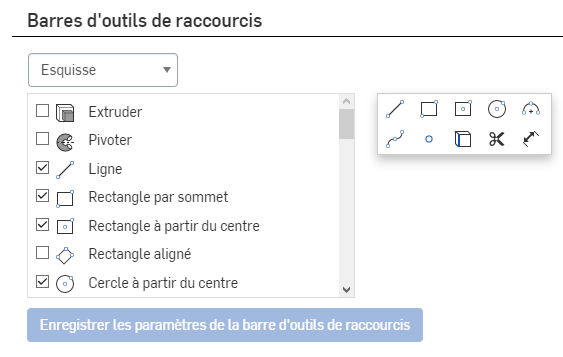 Barres d'outils de raccourcis
Esquisse
Extruder
Pivoter
Ligne
Rectangle par sommet
Rectangle à partir du centre
Rectangle aligné
Cercle à partir du centre
Enregistrer les paramètres de la barre d'outils de raccourcis